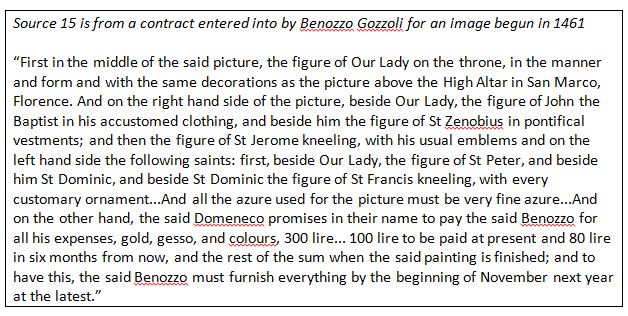 Source 15 is from a contract entered into by Benozzo Gozzoli for an image begun in 1461
“First in the middle of the said picture, the figure of Our Lady on the throne, in the manner
and form and with the same decorations as the picture above the High Altar in San Marco,
Florence. And on the right hand side of the picture, beside Our Lady, the figure of John the
Baptist in his accustomed clothing, and beside him the figure of St Zenobius in pontifical
vestments; and then the figure of St Jerome kneeling, with his usual emblems and on the
left hand side the following saints: first, beside Our Lady, the figure of St Peter, and beside
him St Dominic, and beside St Dominic the figure of St Francis kneeling, with every
customary ornament...And all the azure used for the picture must be very fine azure...And
on the other hand, the said Domeneco promises in their name to pay the said Benozzo for
all his expenses, gold, gesso, and colours, 300 lire... 100 lire to be paid at present and 80 lire
in six months from now, and the rest of the sum when the said painting is finished; and to
have this, the said Benozzo must furnish everything by the beginning of November next year
at the latest.”